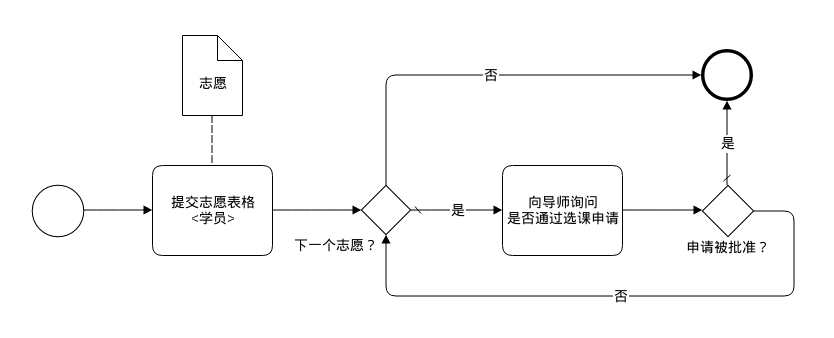 志愿
否
是
提交志愿表格
<学员>
是
向导师询问
是否通过选课申请
下一个志愿？
申请被批准？
否